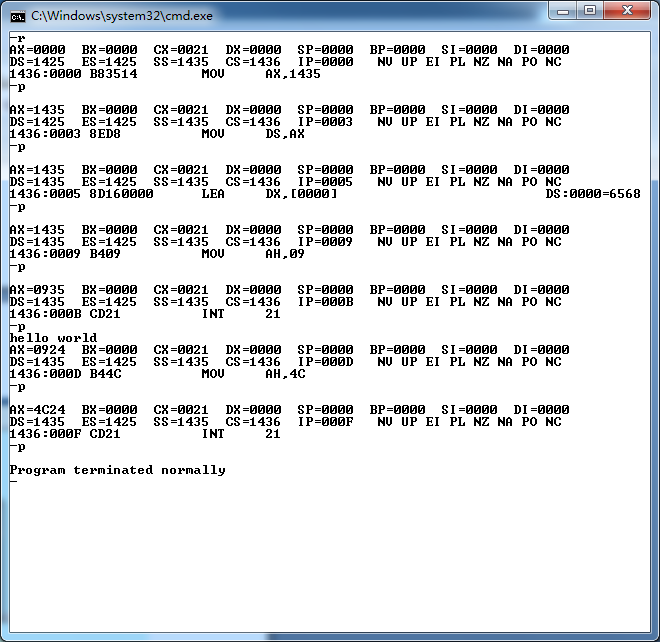 C:\Windows\system32\cmd.exe
-r
AX=0000  BX=0000  CX=0021  DX=0000  SP=0000  BP=0000  SI=0000  DI=0000
DS=1425  ES=1425  SS=1435  CS=1436  IP=0000   NV UP EI PL NZ NA PO NC
1436:0000 B83514        MOV     AX,1435
-p
AX=1435  BX=0000  CX=0021  DX=0000  SP=0000  BP=0000  SI=0000  DI=0000
DS=1425  ES=1425  SS=1435  CS=1436  IP=0003   NV UP EI PL NZ NA PO NC
1436:0003 8ED8          MOV     DS,AX
-p
AX=1435  BX=0000  CX=0021  DX=0000  SP=0000  BP=0000  SI=0000  DI=0000
DS=1435  ES=1425  SS=1435  CS=1436  IP=0005   NV UP EI PL NZ NA PO NC
1436:0005 8D160000      LEA     DX,[0000]                          DS:0000=6568
-p
AX=1435  BX=0000  CX=0021  DX=0000  SP=0000  BP=0000  SI=0000  DI=0000
DS=1435  ES=1425  SS=1435  CS=1436  IP=0009   NV UP EI PL NZ NA PO NC
1436:0009 B409          MOV     AH,09
-p
AX=0935  BX=0000  CX=0021  DX=0000  SP=0000  BP=0000  SI=0000  DI=0000
DS=1435  ES=1425  SS=1435  CS=1436  IP=000B   NV UP EI PL NZ NA PO NC
1436:000B CD21          INT     21
-p
hello world
AX=0924  BX=0000  CX=0021  DX=0000  SP=0000  BP=0000  SI=0000  DI=0000
DS=1435  ES=1425  SS=1435  CS=1436  IP=000D   NV UP EI PL NZ NA PO NC
1436:000D B44C          MOV     AH,4C
-p
AX=4C24  BX=0000  CX=0021  DX=0000  SP=0000  BP=0000  SI=0000  DI=0000
DS=1435  ES=1425  SS=1435  CS=1436  IP=000F   NV UP EI PL NZ NA PO NC
1436:000F CD21          INT     21
-p
Program terminated normally
-